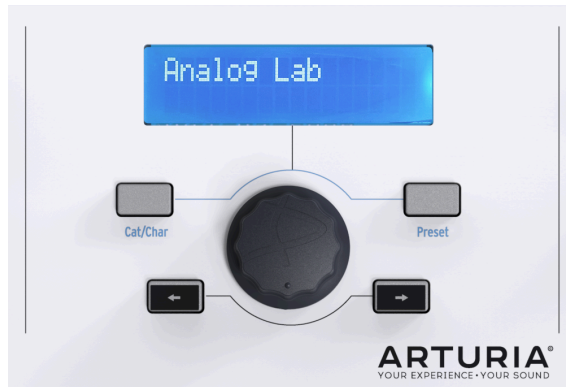 Analog Lab
Cat/Char
Preset
ARTURIA®
YOUR EXPERIENCE • YOUR SOUND